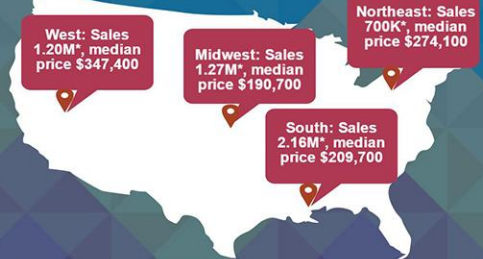 West: Sales
1.20M*, median
price $347,400
Midwest: Sales
1.27M*, median
price $190,700
Northeast: Sales
700K*, median
price $274,100
South: Sales
2.16M*, median
price $209,700